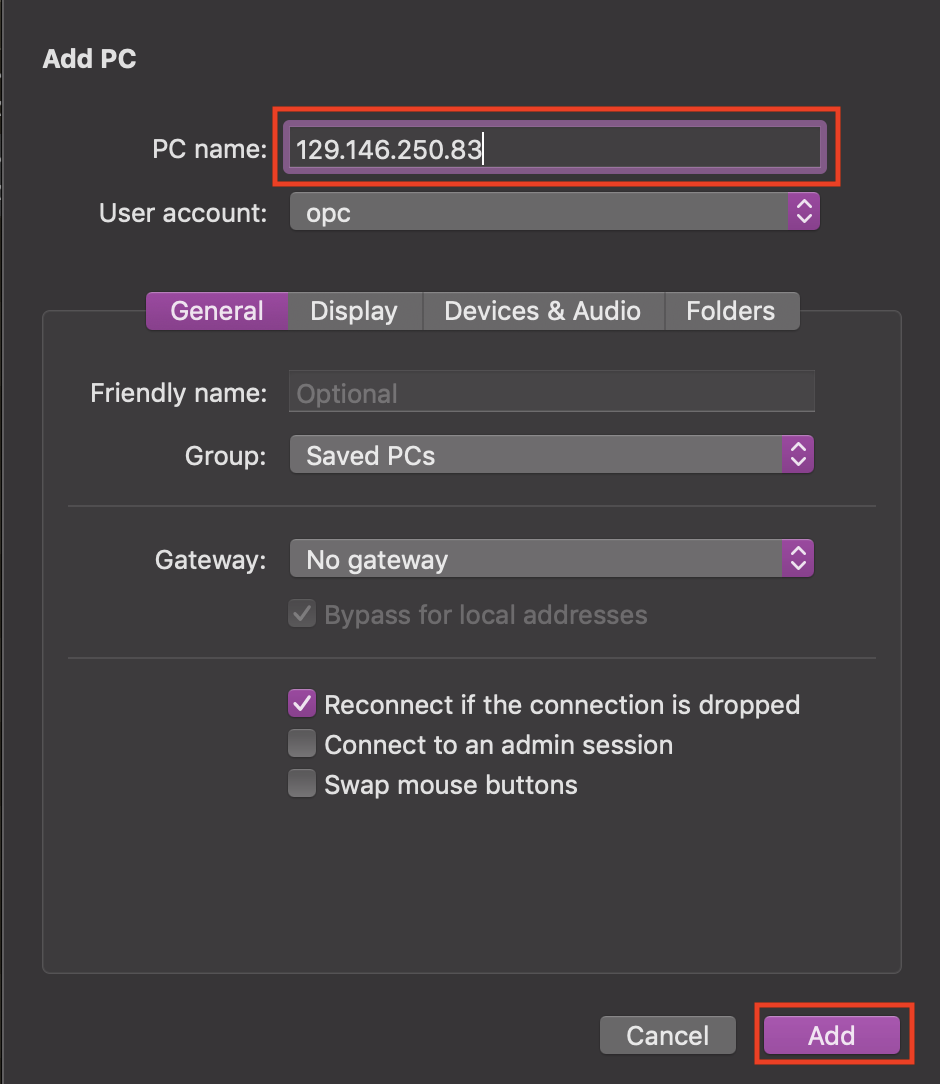 Add PC
PC name: 129.146.250.83
User account: opc
General Display Devices & Audio Folders
Friendly name: Optional
Group: Saved PCs
Gateway: No gateway
Bypass for local addresses
Reconnect if the connection is dropped
Connect to an admin session
Swap mouse buttons
Cancel Add